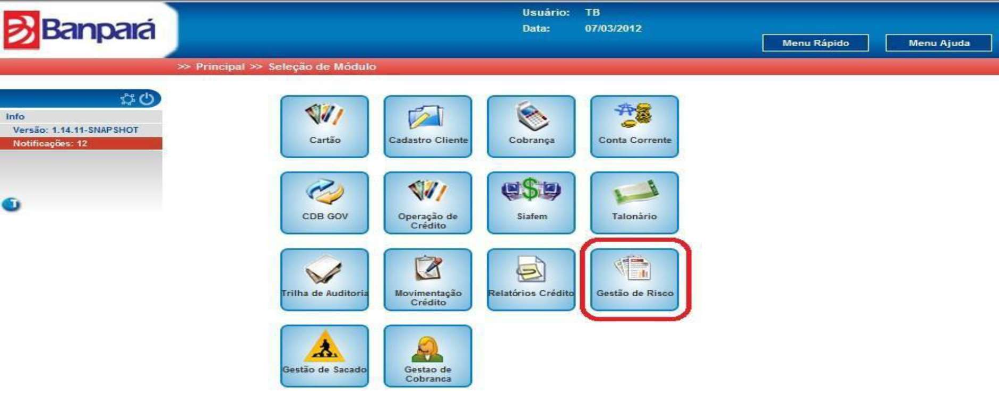 Banpará
Usuário: TB
Data: 07/03/2012
Menu Rápido
Menu Ajuda
>> Principal >> Seleção de Módulo
Info
Versão: 1.14.11-SNAPSHOT
Notificações: 12
T
Cartão
Cadastro Cliente
Cobrança
Conta Corrente
CDB GOV
Operação de
Crédito
Siafem
Talonário
Trilha de Auditoria
Movimentação
Crédito
Relatórios Crédito
Gestão de Risco
Gestão de Sacado
Gestao de
Cobranca